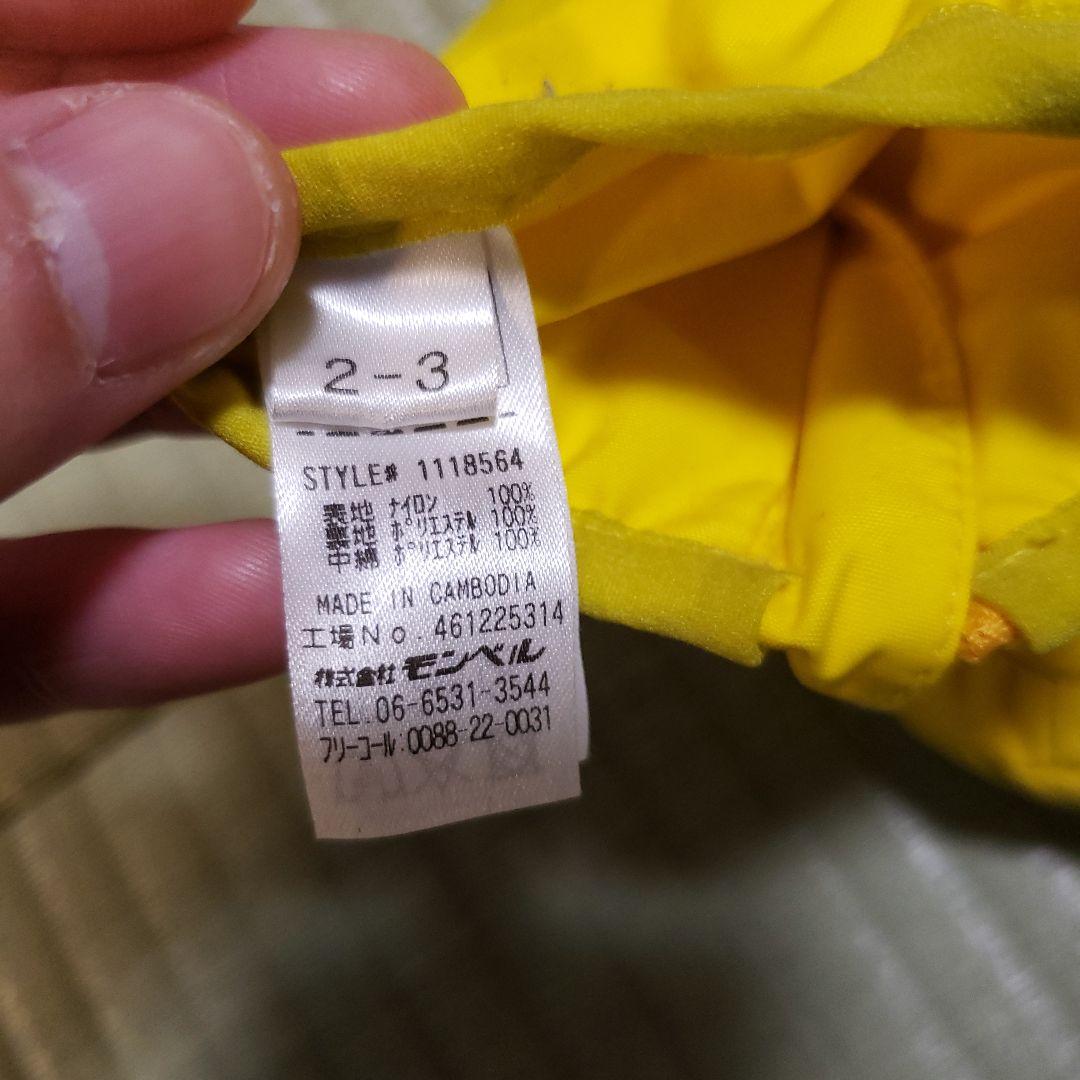 2-3
STYLE# 1118564
表地 ナイロン 100%
裏地 ポリエステル 100%
中綿 ポリエステル 100%
MADE IN CAMBODIA
工場No. 461225314
株式会社 モンベル
TEL.06-6531-3544
フリーコール:0088-22-0031